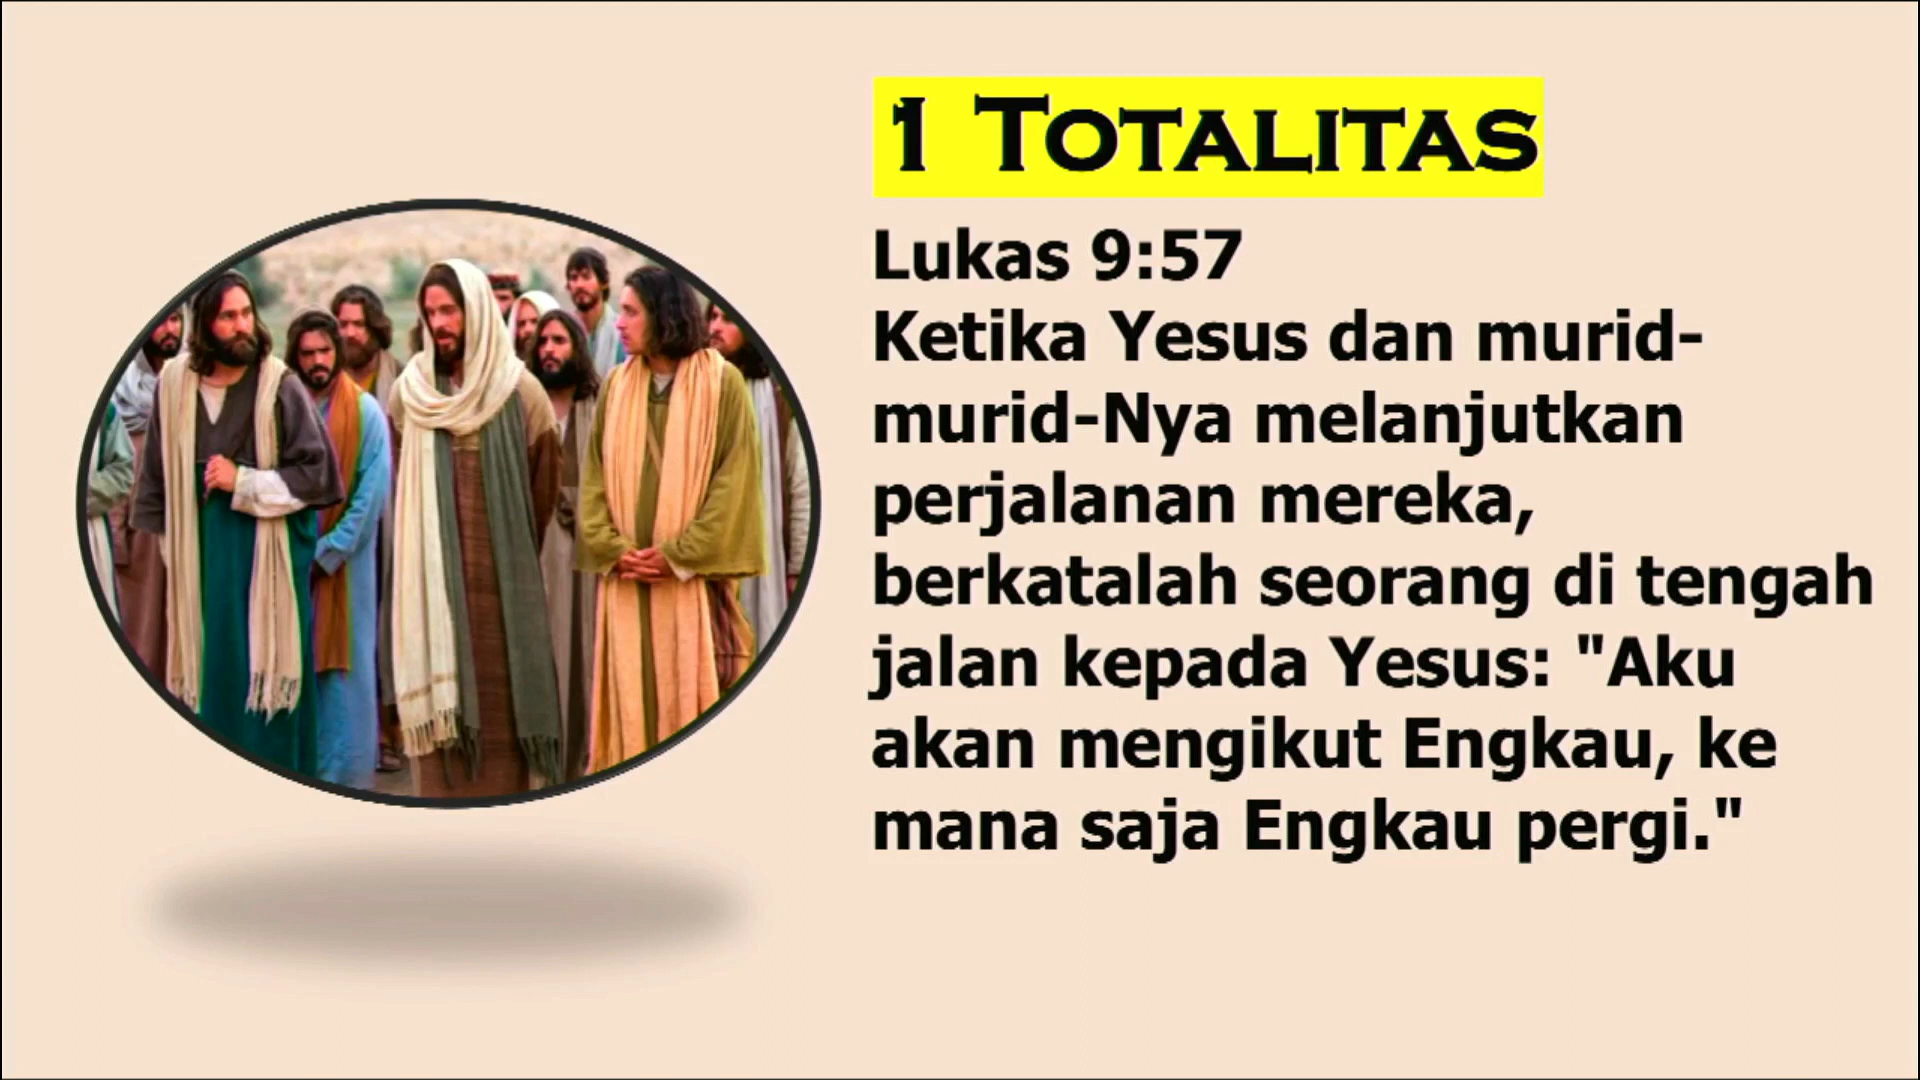 1 TOTALITAS
Lukas 9:57
Ketika Yesus dan murid-
murid-Nya melanjutkan
perjalanan mereka,
berkatalah seorang di tengah
jalan kepada Yesus: "Aku
akan mengikut Engkau, ke
mana saja Engkau pergi."